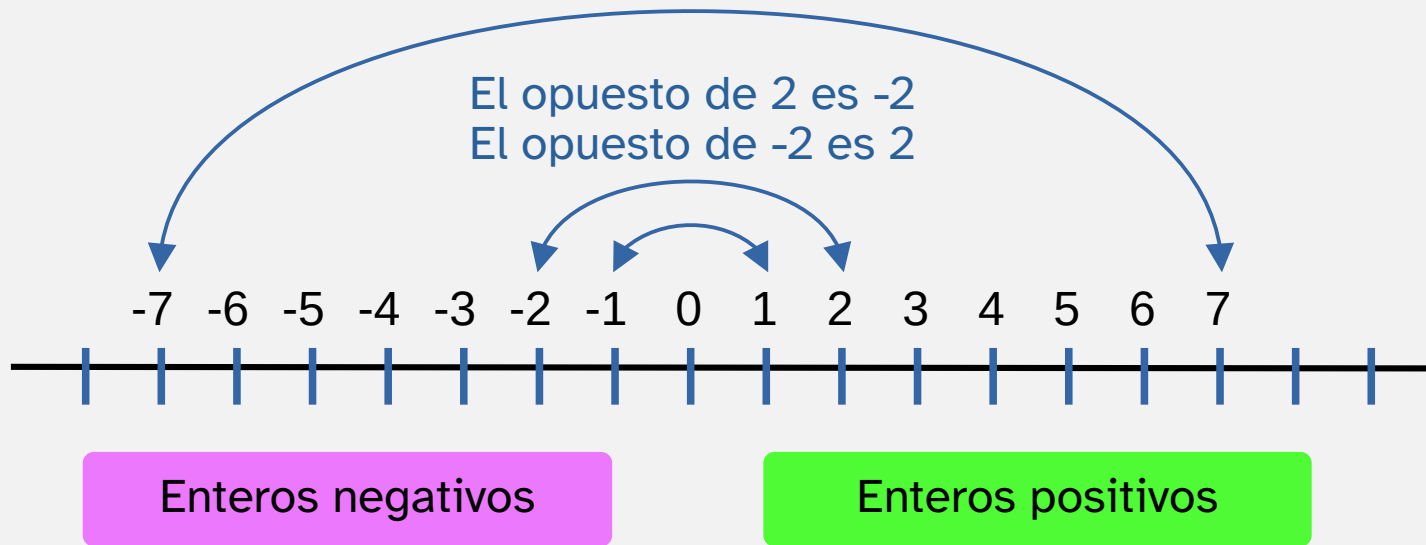 El opuesto de 2 es -2
El opuesto de -2 es 2
-7 -6 -5 -4 -3 -2 -1 0 1 2 3 4 5 6 7
Enteros negativos
Enteros positivos